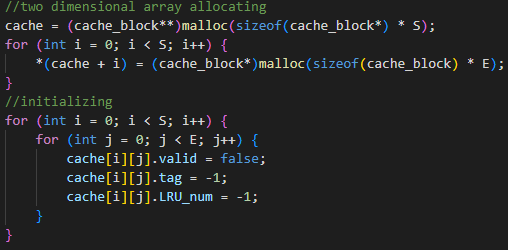 //two dimensional array allocating
cache = (cache_block**)malloc(sizeof(cache_block*) * S);
for (int i = 0; i < S; i++) {
    *(cache + i) = (cache_block*)malloc(sizeof(cache_block) * E);
}
//initializing
for (int i = 0; i < S; i++) {
    for (int j = 0; j < E; j++) {
        cache[i][j].valid = false;
        cache[i][j].tag = -1;
        cache[i][j].LRU_num = -1;
    }
}